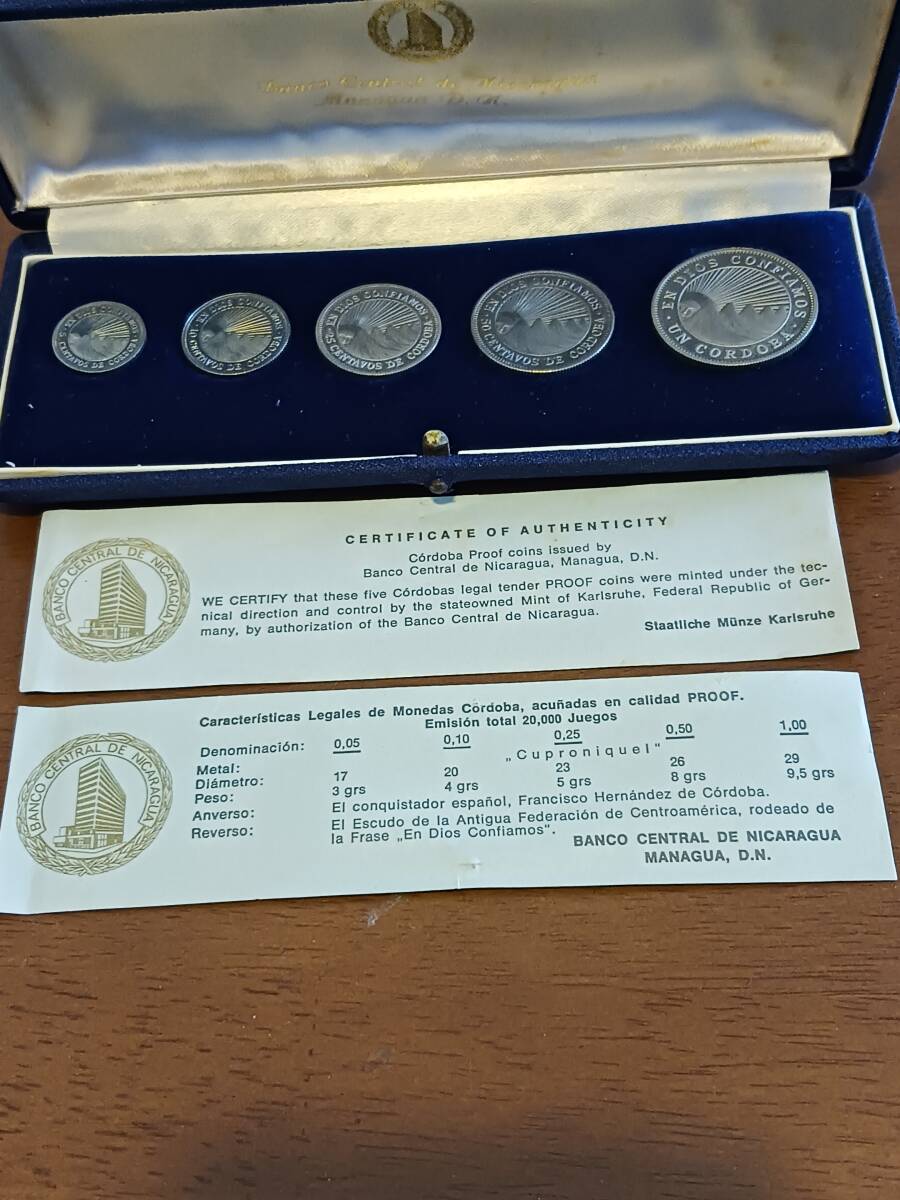 Banco Central de Nicaragua
Managua D.N.
5 · EN DIOS CONFIAMOS ·
CENTAVOS DE CORDOBA
10 · EN DIOS CONFIAMOS ·
CENTAVOS DE CORDOBA
· EN DIOS CONFIAMOS ·
25 CENTAVOS DE CORDOBA
50 · EN DIOS CONFIAMOS ·
CENTAVOS DE CORDOBA
· EN DIOS CONFIAMOS ·
UN CORDOBA
BANCO CENTRAL DE NICARAGUA
CERTIFICATE OF AUTHENTICITY
Córdoba Proof coins issued by
Banco Central de Nicaragua, Managua, D.N.
WE CERTIFY that these five Córdobas legal tender PROOF coins were minted under the tec-
nical direction and control by the stateowned Mint of Karlsruhe, Federal Republic of Ger-
many, by authorization of the Banco Central de Nicaragua.
Staatliche Münze Karlsruhe
BANCO CENTRAL DE NICARAGUA
Características Legales de Monedas Córdoba, acuñadas en calidad PROOF.
Emisión total 20,000 Juegos
Denominación: 0,05 0,10 0,25 0,50 1,00
Metal: „Cuproniquel"
Diámetro: 17 20 23 26 29
Peso: 3 grs 4 grs 5 grs 8 grs 9,5 grs
Anverso: El conquistador español, Francisco Hernández de Córdoba.
Reverso: El Escudo de la Antigua Federación de Centroamérica, rodeado de
la Frase „En Dios Confiamos".
BANCO CENTRAL DE NICARAGUA
MANAGUA, D.N.